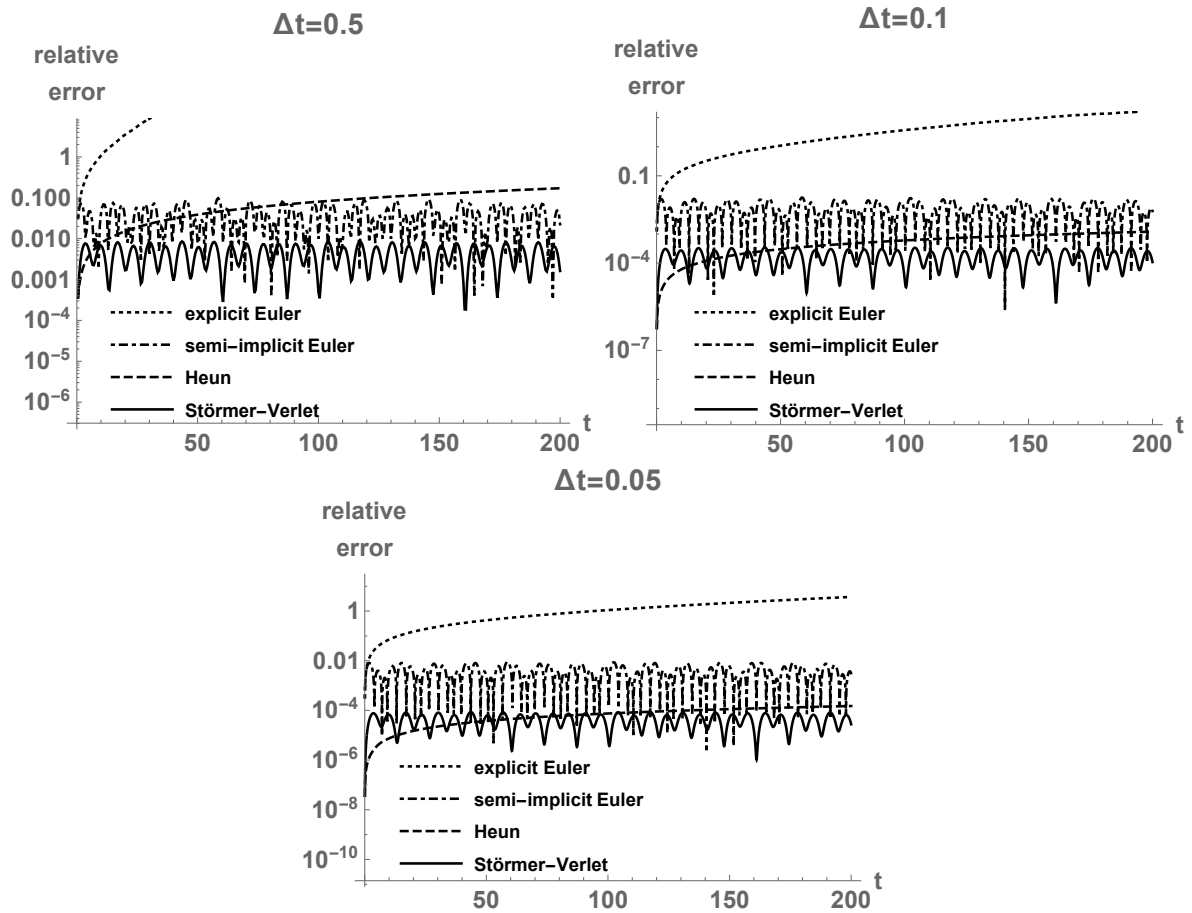 Δt=0.5
relative
error
1
0.100
0.010
0.001
10⁻⁴
10⁻⁵
10⁻⁶
explicit Euler
semi−implicit Euler
Heun
Störmer−Verlet
50 100 150 200
t
Δt=0.1
relative
error
0.1
10⁻⁴
10⁻⁷
explicit Euler
semi−implicit Euler
Heun
Störmer−Verlet
50 100 150 200
t
Δt=0.05
relative
error
1
0.01
10⁻⁴
10⁻⁶
10⁻⁸
10⁻¹⁰
explicit Euler
semi−implicit Euler
Heun
Störmer−Verlet
50 100 150 200
t